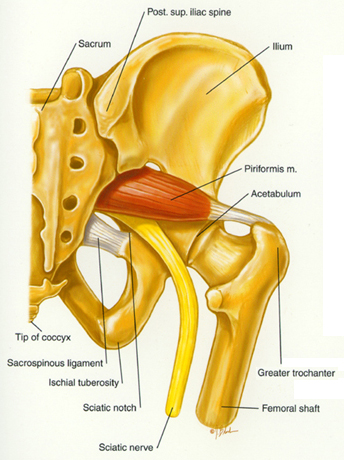 Post. sup. iliac spine
Sacrum
Ilium
Piriformis m.
Acetabulum
Tip of coccyx
Sacrospinous ligament
Greater trochanter
Ischial tuberosity
Sciatic notch
Femoral shaft
Sciatic nerve